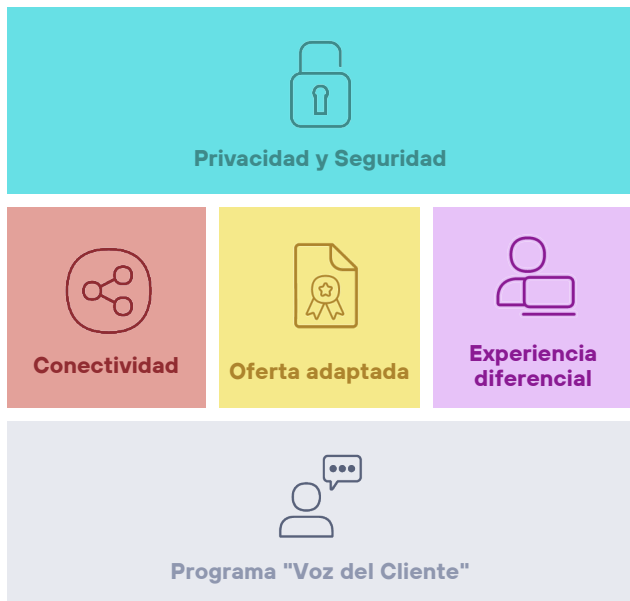 Privacidad y Seguridad
Conectividad
Oferta adaptada
Experiencia
diferencial
Programa "Voz del Cliente"